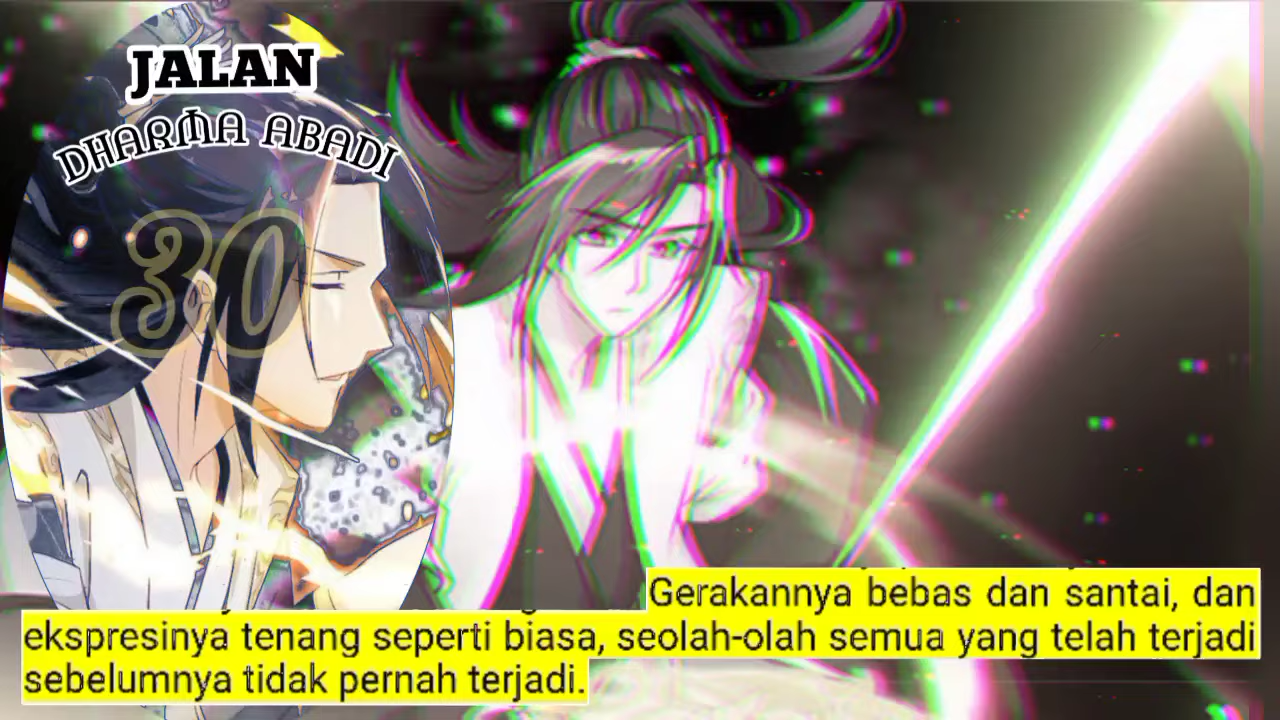 JALAN
DHARMA ABADI
30
Gerakannya bebas dan santai, dan
ekspresinya tenang seperti biasa, seolah-olah semua yang telah terjadi
sebelumnya tidak pernah terjadi.